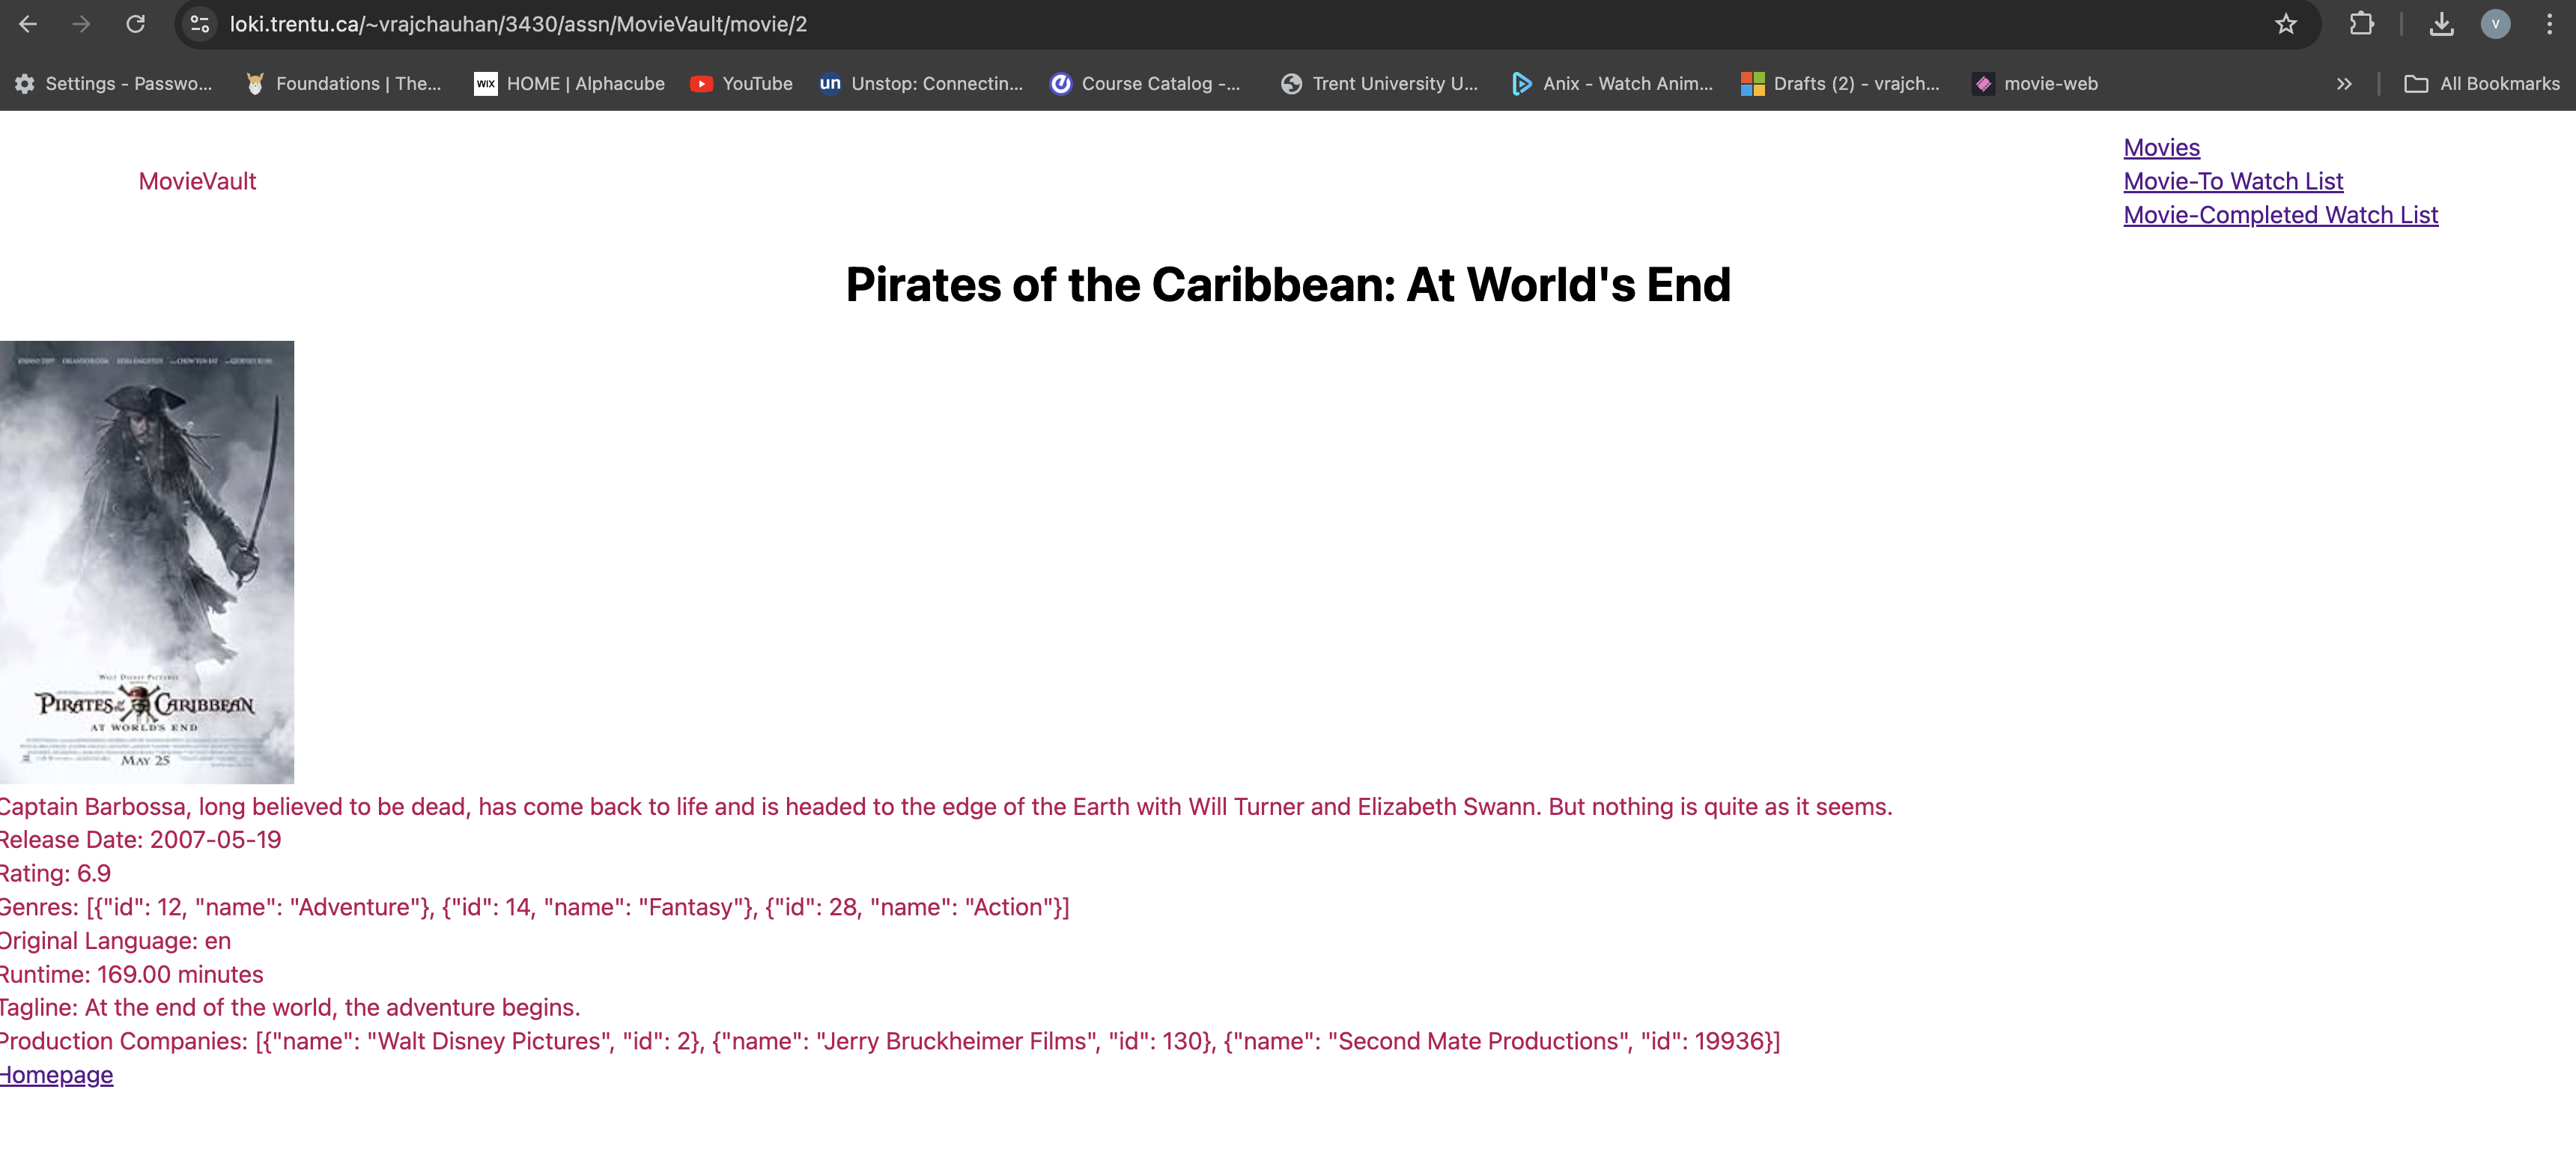 loki.trentu.ca/~vrajchauhan/3430/assn/MovieVault/movie/2
V
Settings - Passwo...
Foundations | The...
WIX HOME | Alphacube
YouTube
un Unstop: Connectin...
Course Catalog -...
Trent University U...
Anix - Watch Anim...
Drafts (2) - vrajch...
movie-web
All Bookmarks
MovieVault
Movies
Movie-To Watch List
Movie-Completed Watch List
Pirates of the Caribbean: At World's End
WALT DISNEY PICTURES
PIRATES of the CARIBBEAN
AT WORLD'S END
MAY 25
Captain Barbossa, long believed to be dead, has come back to life and is headed to the edge of the Earth with Will Turner and Elizabeth Swann. But nothing is quite as it seems.
Release Date: 2007-05-19
Rating: 6.9
Genres: [{"id": 12, "name": "Adventure"}, {"id": 14, "name": "Fantasy"}, {"id": 28, "name": "Action"}]
Original Language: en
Runtime: 169.00 minutes
Tagline: At the end of the world, the adventure begins.
Production Companies: [{"name": "Walt Disney Pictures", "id": 2}, {"name": "Jerry Bruckheimer Films", "id": 130}, {"name": "Second Mate Productions", "id": 19936}]
Homepage